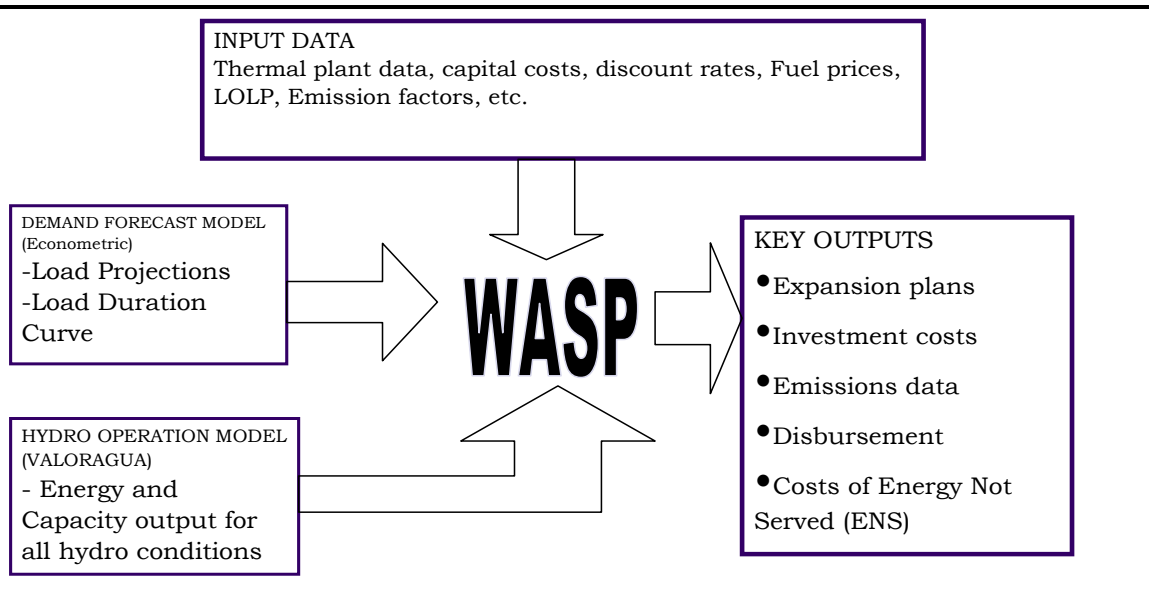 INPUT DATA
Thermal plant data, capital costs, discount rates, Fuel prices,
LOLP, Emission factors, etc.
DEMAND FORECAST MODEL
(Econometric)
-Load Projections
-Load Duration
Curve
WASP
HYDRO OPERATION MODEL
(VALORAGUA)
- Energy and
Capacity output for
all hydro conditions
KEY OUTPUTS
•Expansion plans
•Investment costs
•Emissions data
•Disbursement
•Costs of Energy Not
Served (ENS)